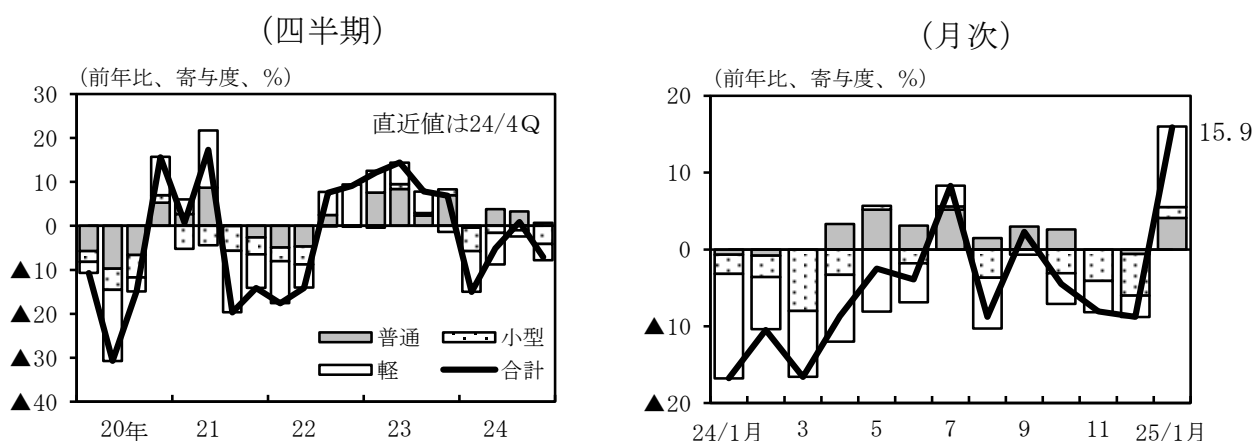 (四半期)
(前年比、寄与度、%)
30
20
10
0
▲10
▲20
▲30
▲40
直近値は24/4Q
普通
小型
軽
合計
20年
21
22
23
24
(月次)
(前年比、寄与度、%)
20
10
0
▲10
▲20
15.9
24/1月
3
5
7
9
11
25/1月